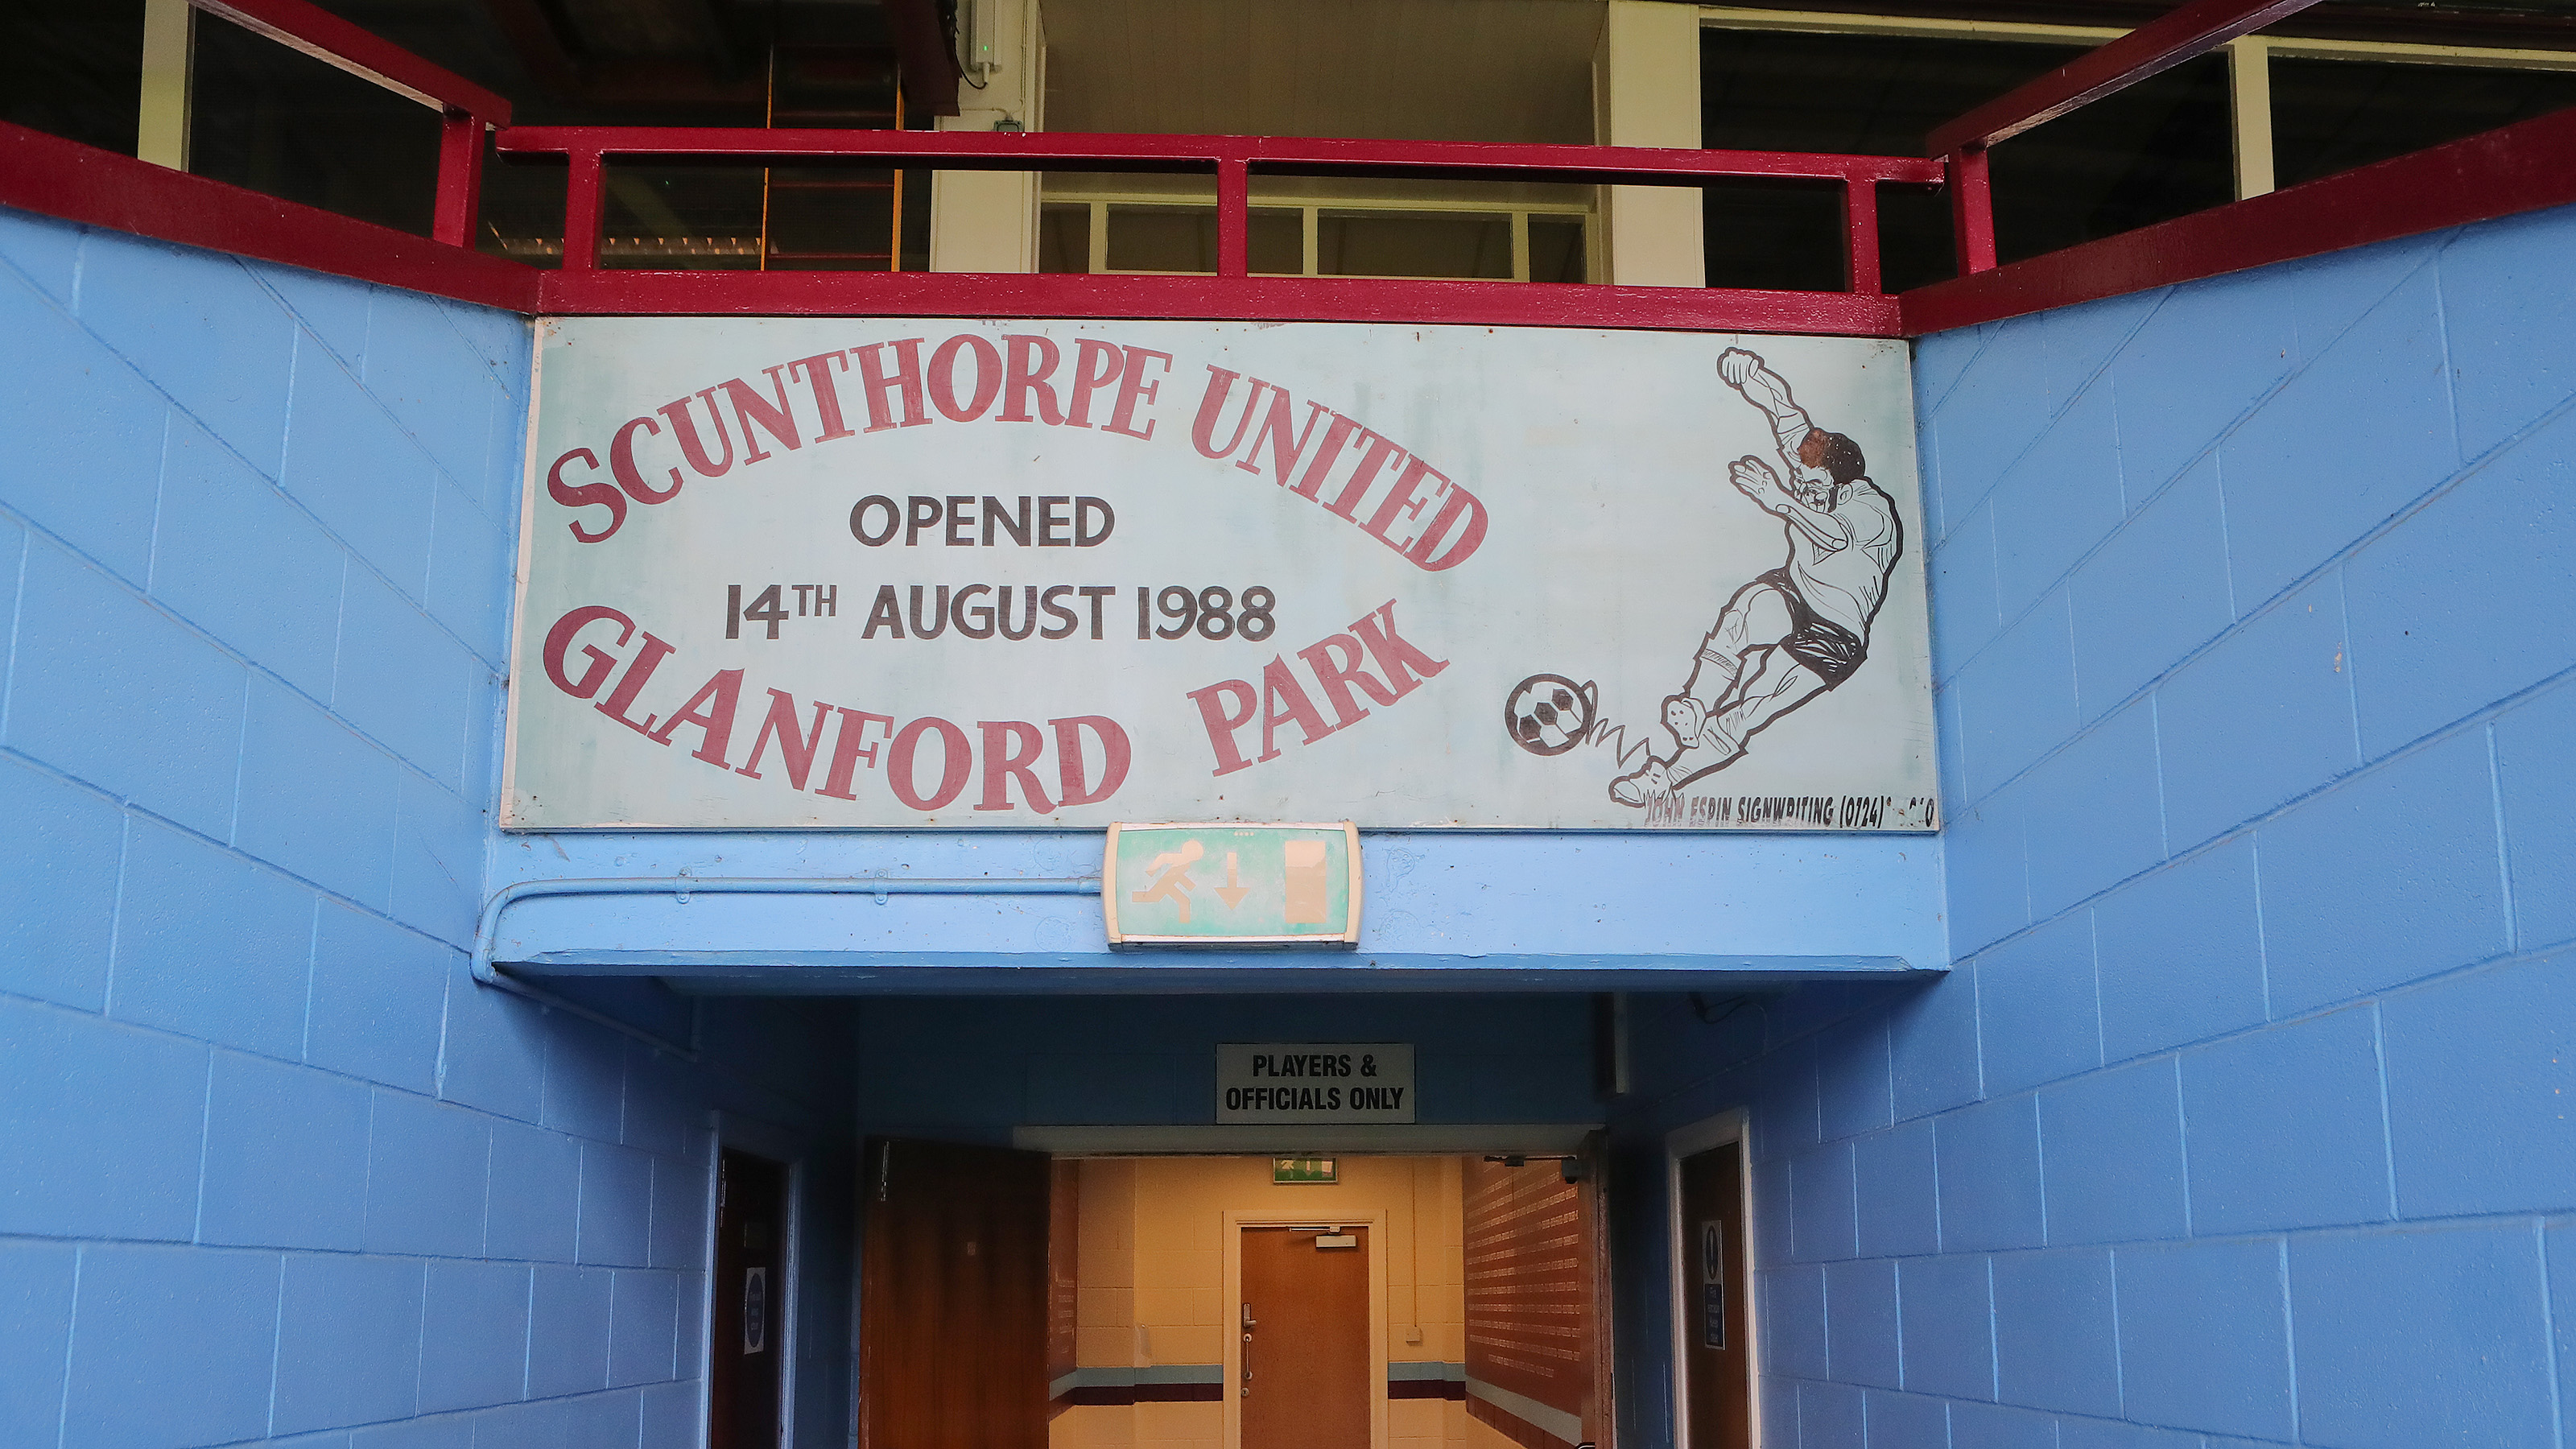 SCUNTHORPE UNITED
OPENED
14TH AUGUST 1988
GLANFORD PARK
JOHN ESPIN SIGNWRITING (0724)
PLAYERS &
OFFICIALS ONLY